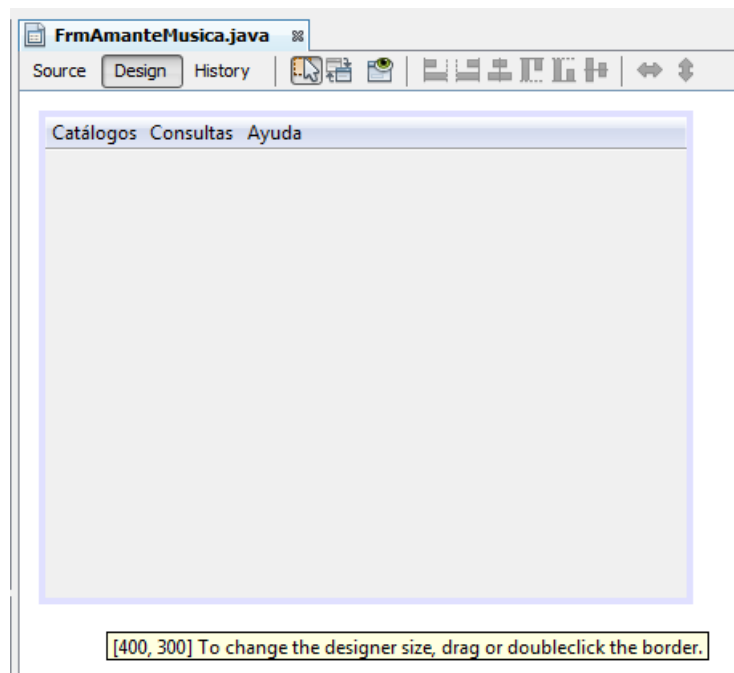 FrmAmanteMusica.java
Source Design History
Catálogos Consultas Ayuda
[400, 300] To change the designer size, drag or doubleclick the border.